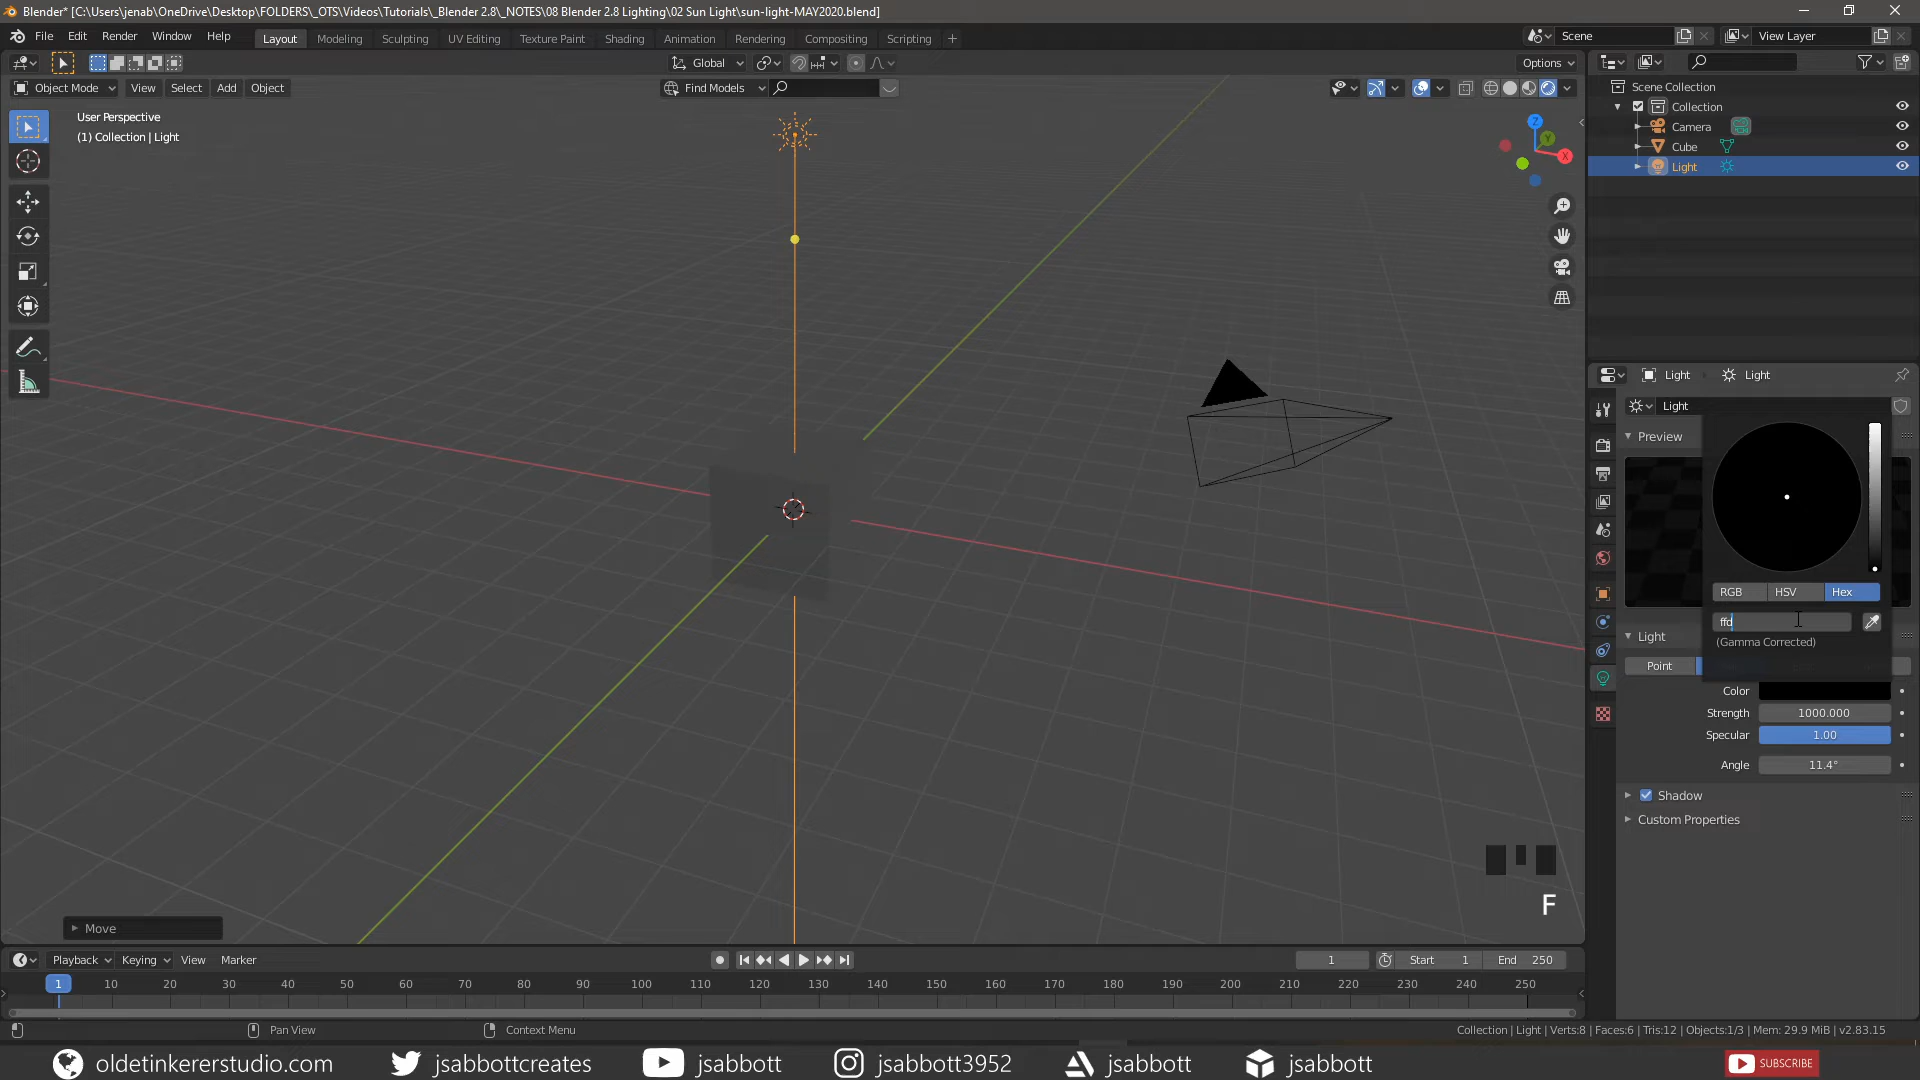 Blender* [C:\Users\jenab\OneDrive\Desktop\FOLDERS\_OTS\Videos\Tutorials\_Blender 2.8\_NOTES\08 Blender 2.8 Lighting\02 Sun Light\sun-light-MAY2020.blend]
File Edit Render Window Help Layout Modeling Sculpting UV Editing Texture Paint Shading Animation Rendering Compositing Scripting + Scene View Layer
Global Options
Object Mode View Select Add Object Find Models
User Perspective
(1) Collection | Light
Z
Y
X
Scene Collection
Collection
Camera
Cube
Light
Light Light
Light
Preview
RGB HSV Hex
ffd
(Gamma Corrected)
Light
Point
Color
Strength 1000.000
Specular 1.00
Angle 11.4°
Shadow
Custom Properties
F
Move
Playback Keying View Marker 1 Start 1 End 250
1 10 20 30 40 50 60 70 80 90 100 110 120 130 140 150 160 170 180 190 200 210 220 230 240 250
Pan View Context Menu Collection | Light | Verts:8 | Faces:6 | Tris:12 | Objects:1/3 | Mem: 29.9 MiB | v2.83.15
oldetinkererstudio.com jsabbottcreates jsabbott jsabbott3952 jsabbott jsabbott SUBSCRIBE